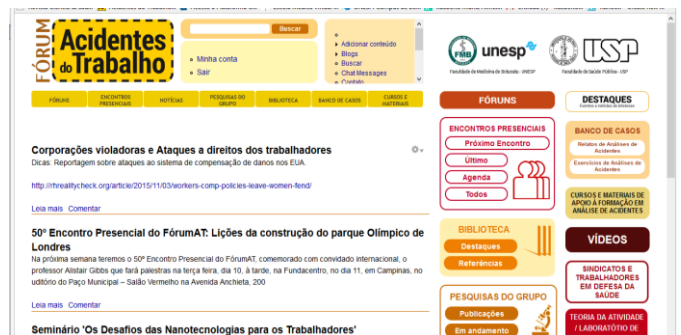 FÓRUM
Acidentes
do Trabalho
Buscar
Minha conta
Sair
Adicionar conteúdo
Blogs
Buscar
Chat Messages
Contato
FMB
unesp
Faculdade de Medicina de Botucatu - UNESP
USP
Faculdade de Saúde Pública - USP
FÓRUNS
ENCONTROS PRESENCIAIS
NOTÍCIAS
PESQUISAS DO GRUPO
BIBLIOTECA
BANCO DE CASOS
CURSOS E MATERIAIS
Corporações violadoras e Ataques a direitos dos trabalhadores
Dicas: Reportagem sobre ataques ao sistema de compensação de danos nos EUA.
http://rhrealitycheck.org/article/2015/11/03/workers-comp-policies-leave-women-fend/
Leia mais Comentar
50º Encontro Presencial do FórumAT: Lições da construção do parque Olímpico de
Londres
Na próxima semana teremos o 50º Encontro Presencial do FórumAT, comemorado com convidado internacional, o
professor Alistair Gibbs que fará palestras na terça feira, dia 10, à tarde, na Fundacentro, no dia 11, em Campinas, no
uditório do Paço Municipal – Salão Vermelho na Avenida Anchieta, 200
Leia mais Comentar
Seminário 'Os Desafios das Nanotecnologias para os Trabalhadores'
FÓRUNS
ENCONTROS PRESENCIAIS
Próximo Encontro
Último
Agenda
Todos
BIBLIOTECA
Destaques
Referências
PESQUISAS DO GRUPO
Publicações
Em andamento
DESTAQUES
Eventos e notícias de interesse
BANCO DE CASOS
Relatos de Análises de
Acidentes
Exercícios de Análises de
Acidentes
CURSOS E MATERIAIS DE
APOIO À FORMAÇÃO EM
ANÁLISE DE ACIDENTES
VÍDEOS
SINDICATOS E
TRABALHADORES
EM DEFESA DA
SAÚDE
TEORIA DA ATIVIDADE
/ LABORATÓTIO DE